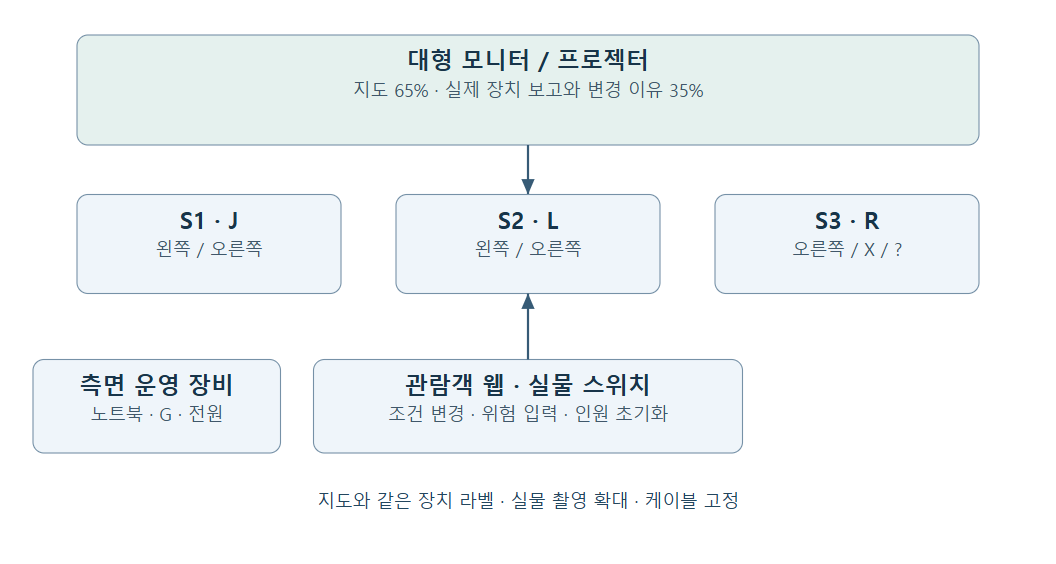 대형 모니터 / 프로젝터
지도 65% · 실제 장치 보고와 변경 이유 35%
S1 · J
왼쪽 / 오른쪽
S2 · L
왼쪽 / 오른쪽
S3 · R
오른쪽 / X / ?
측면 운영 장비
노트북 · G · 전원
관람객 웹 · 실물 스위치
조건 변경 · 위험 입력 · 인원 초기화
지도와 같은 장치 라벨 · 실물 촬영 확대 · 케이블 고정